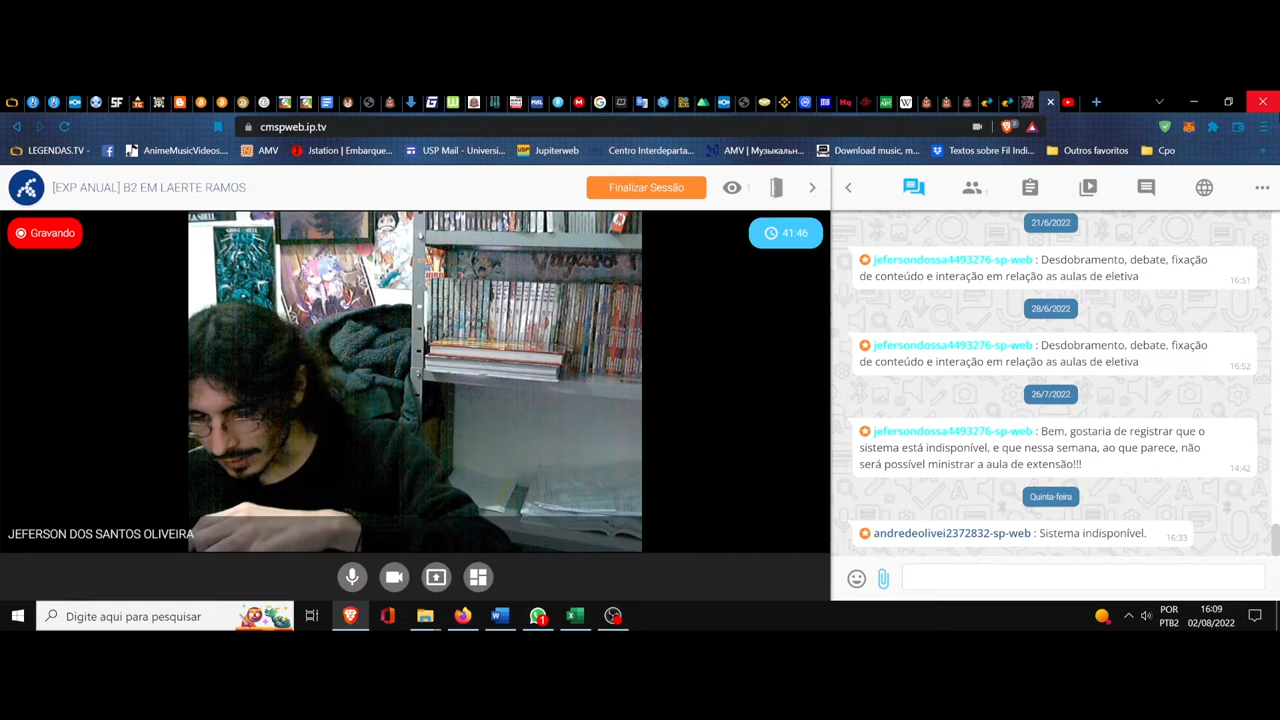 cmspweb.ip.tv
2
LEGENDAS.TV
AnimeMusicVideos...
AMV
Jstation | Embarque...
USP Mail - Universi...
Jupiterweb
Centro Interdeparta...
AMV | Музыкальн...
Download music, m...
Textos sobre Fil Indi...
Outros favoritos
Cpo
[EXP ANUAL] B2 EM LAERTE RAMOS
Finalizar Sessão
1
1
Gravando
41:46
JEFERSON DOS SANTOS OLIVEIRA
21/6/2022
jefersondossa4493276-sp-web : Desdobramento, debate, fixação
de conteúdo e interação em relação as aulas de eletiva
16:51
28/6/2022
jefersondossa4493276-sp-web : Desdobramento, debate, fixação
de conteúdo e interação em relação as aulas de eletiva
16:52
26/7/2022
jefersondossa4493276-sp-web : Bem, gostaria de registrar que o
sistema está indisponível, e que nessa semana, ao que parece, não
será possível ministrar a aula de extensão!!!
14:42
Quinta-feira
andredeolivei2372832-sp-web : Sistema indisponível.
16:33
Digite aqui para pesquisar
1
POR
PTB2
16:09
02/08/2022